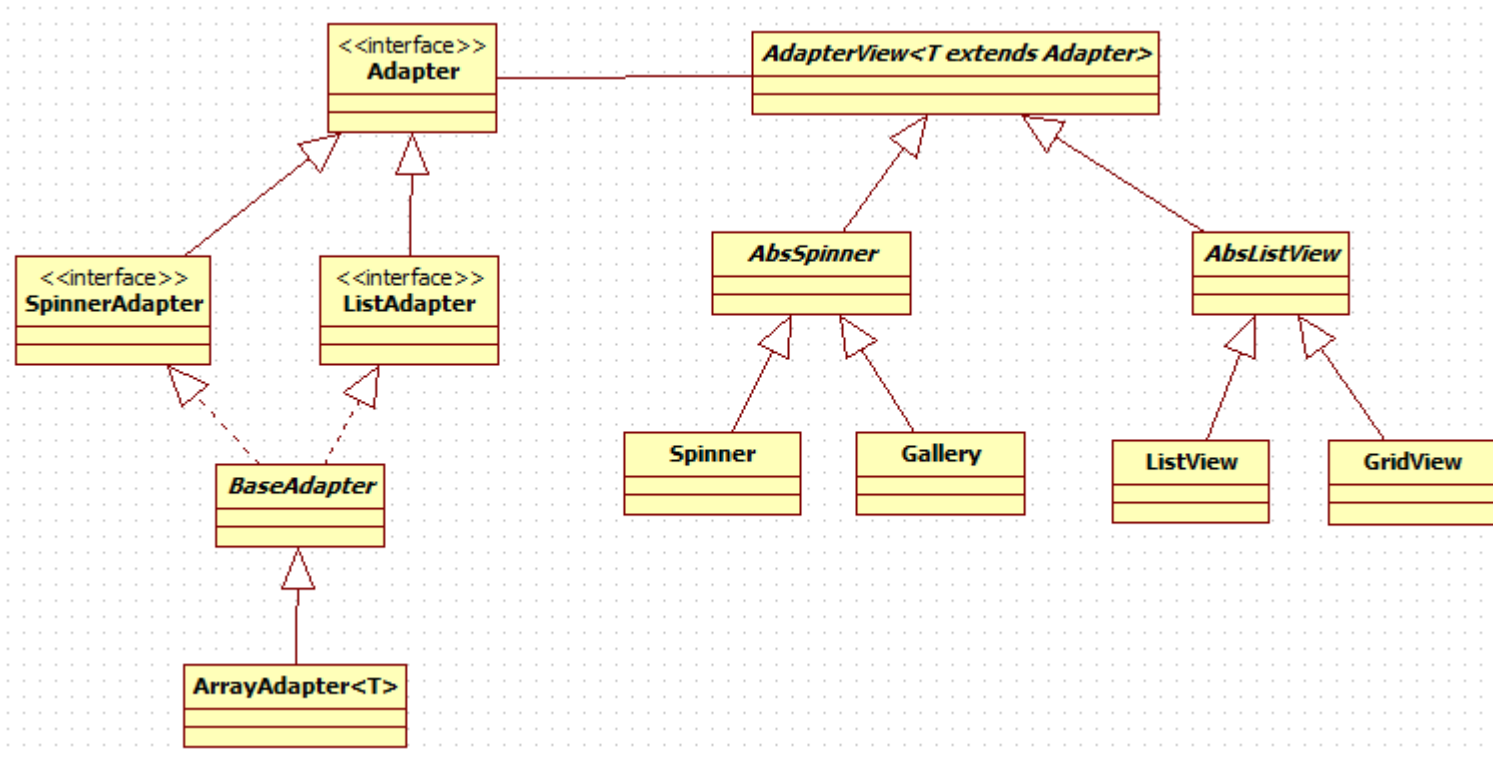 <<interface>>
Adapter
AdapterView<T extends Adapter>
<<interface>>
SpinnerAdapter
<<interface>>
ListAdapter
AbsSpinner
AbsListView
BaseAdapter
Spinner
Gallery
ListView
GridView
ArrayAdapter<T>